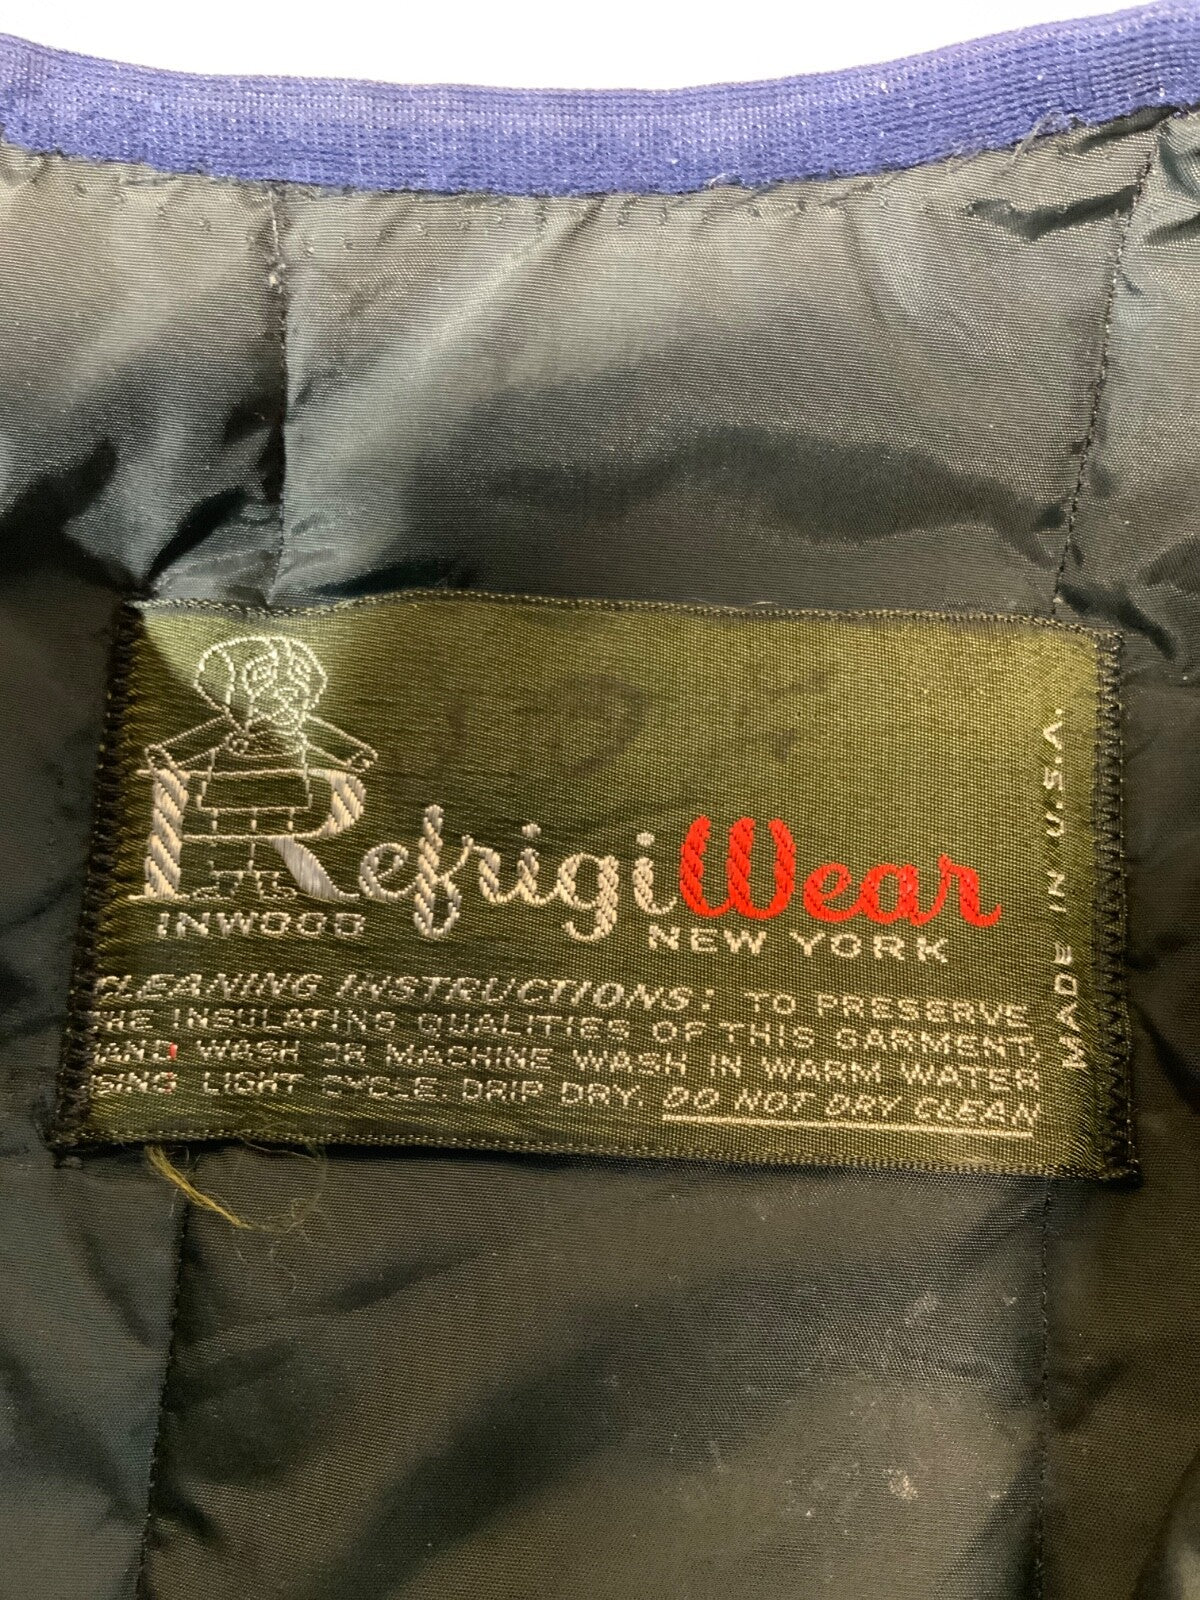 RefrigiWear
INWOOD NEW YORK
CLEANING INSTRUCTIONS: TO PRESERVE
THE INSULATING QUALITIES OF THIS GARMENT,
HAND WASH OR MACHINE WASH IN WARM WATER
USING LIGHT CYCLE. DRIP DRY. DO NOT DRY CLEAN
MADE IN U.S.A.